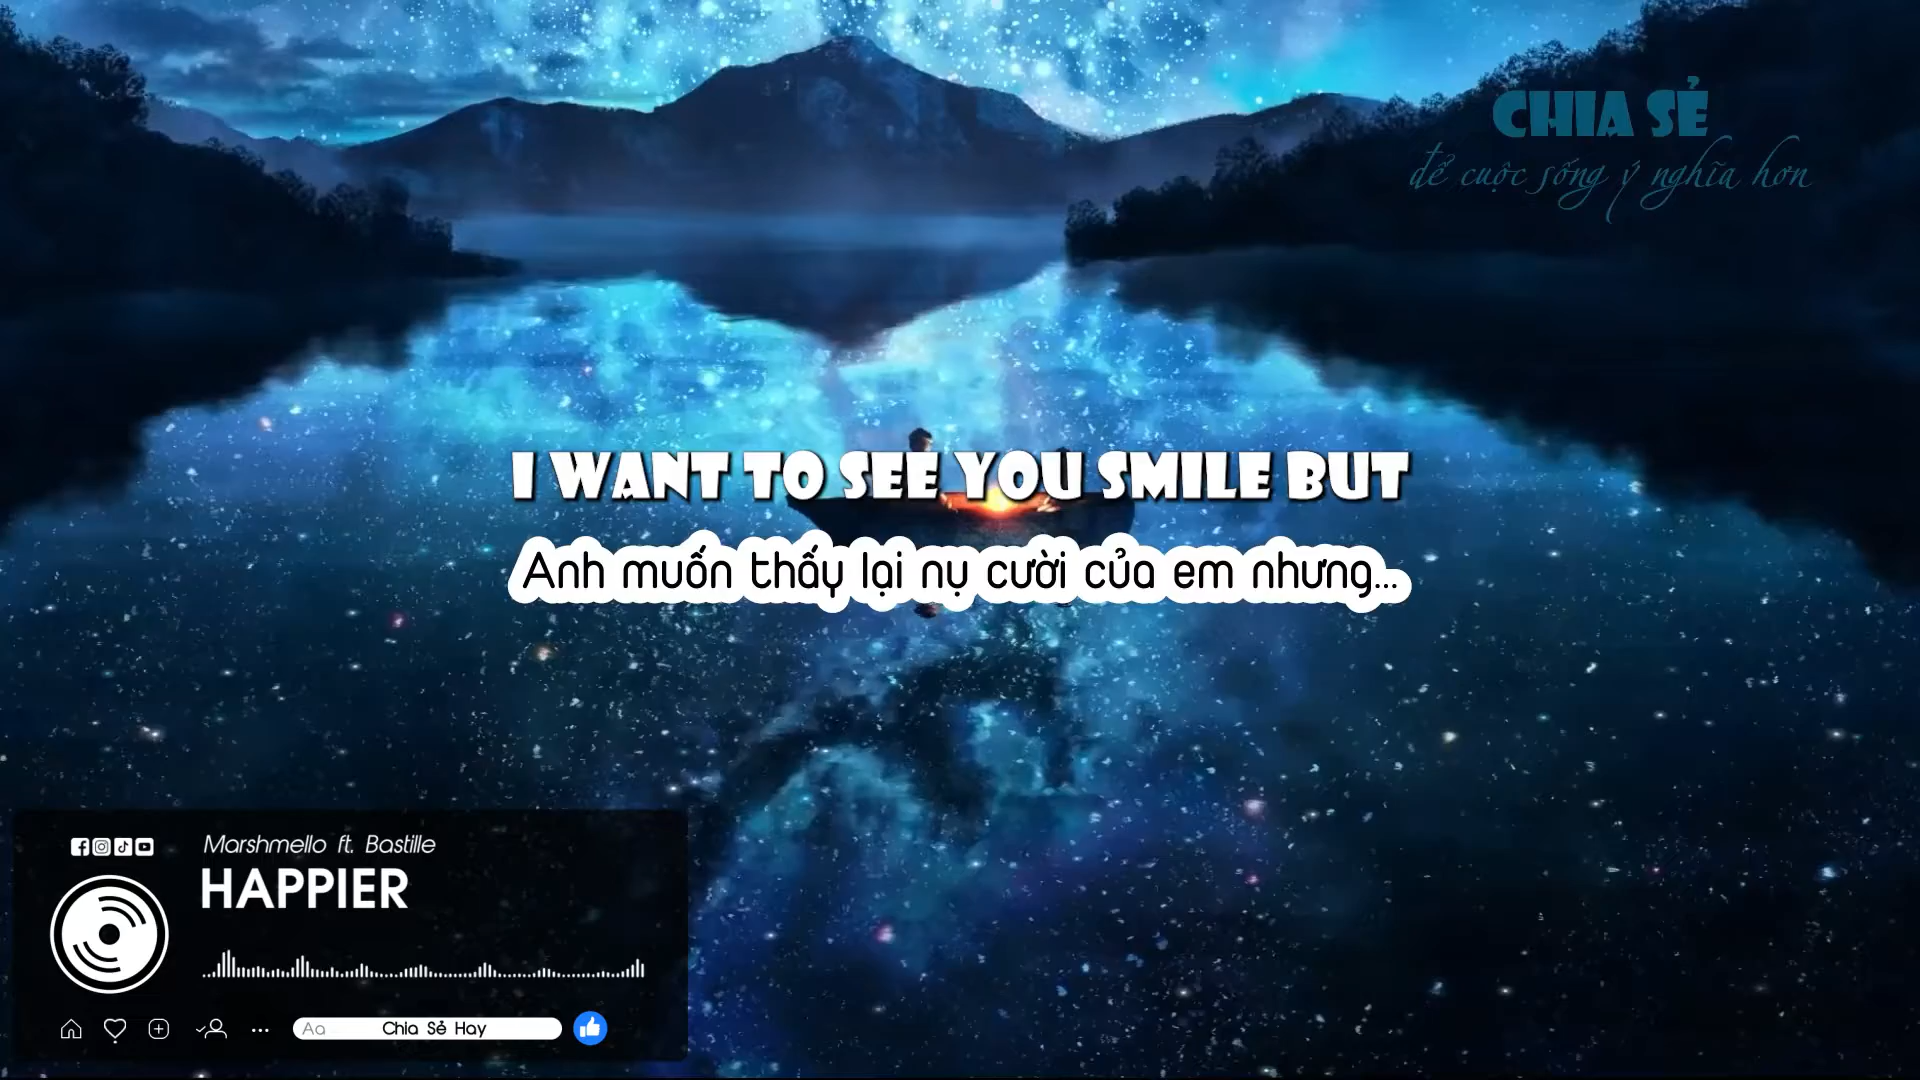 CHIA SẺ
để cuộc sống ý nghĩa hơn
I WANT TO SEE YOU SMILE BUT
Anh muốn thấy lại nụ cười của em nhưng...
Marshmello ft. Bastille
HAPPIER
Aa Chia Sẻ Hay